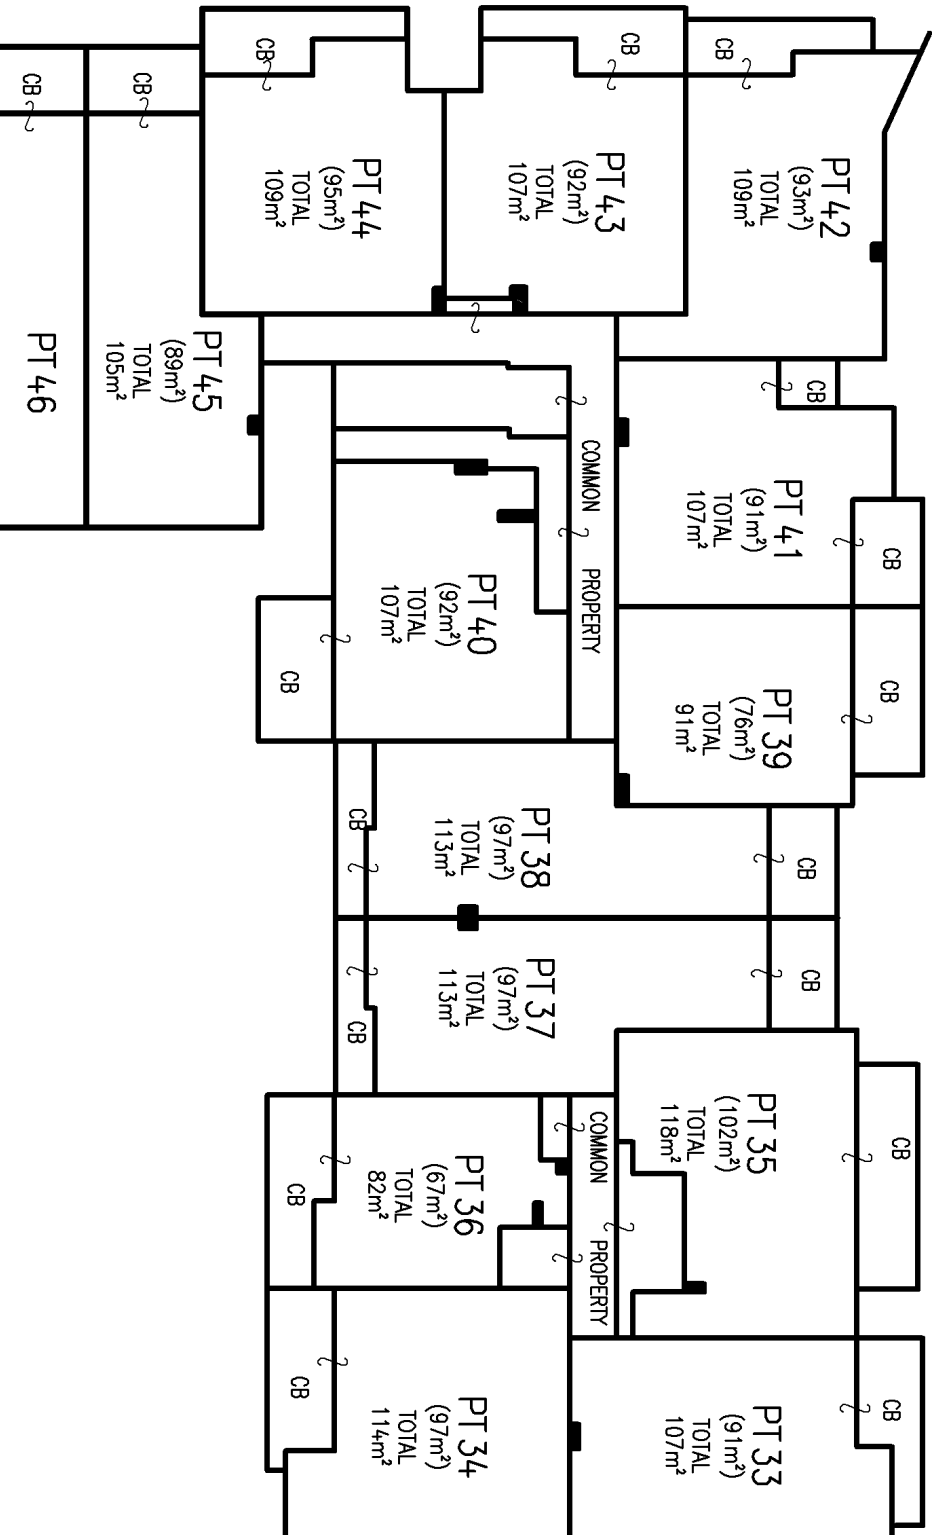 CB
CB
CB
CB
PT 42
(93m²)
TOTAL
109m²
CB
CB
CB
PT 41
(91m²)
TOTAL
107m²
PT 39
(76m²)
TOTAL
91m²
PT 35
(102m²)
TOTAL
118m²
PT 33
(91m²)
TOTAL
107m²
CB
CB
PT 43
(92m²)
TOTAL
107m²
COMMON PROPERTY
COMMON PROPERTY
PT 38
(97m²)
TOTAL
113m²
PT 37
(97m²)
TOTAL
113m²
PT 40
(92m²)
TOTAL
107m²
PT 36
(67m²)
TOTAL
82m²
PT 34
(97m²)
TOTAL
114m²
CB
PT 44
(95m²)
TOTAL
109m²
CB
CB
CB
CB
CB
CB
PT 45
(89m²)
TOTAL
105m²
CB
PT 46